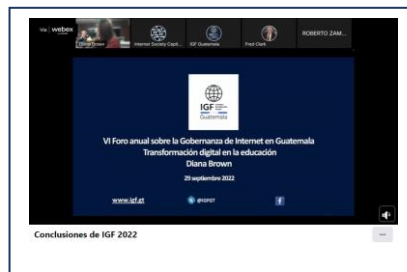 Via webex
Diana Brown
Internet Society Capít...
IGF Guatemala
Fred Clark
ROBERTO ZAM...
IGF
Guatemala
VI Foro anual sobre la Gobernanza de Internet en Guatemala
Transformación digital en la educación
Diana Brown
29 septiembre 2022
www.igf.gt
@IGFGT
Conclusiones de IGF 2022